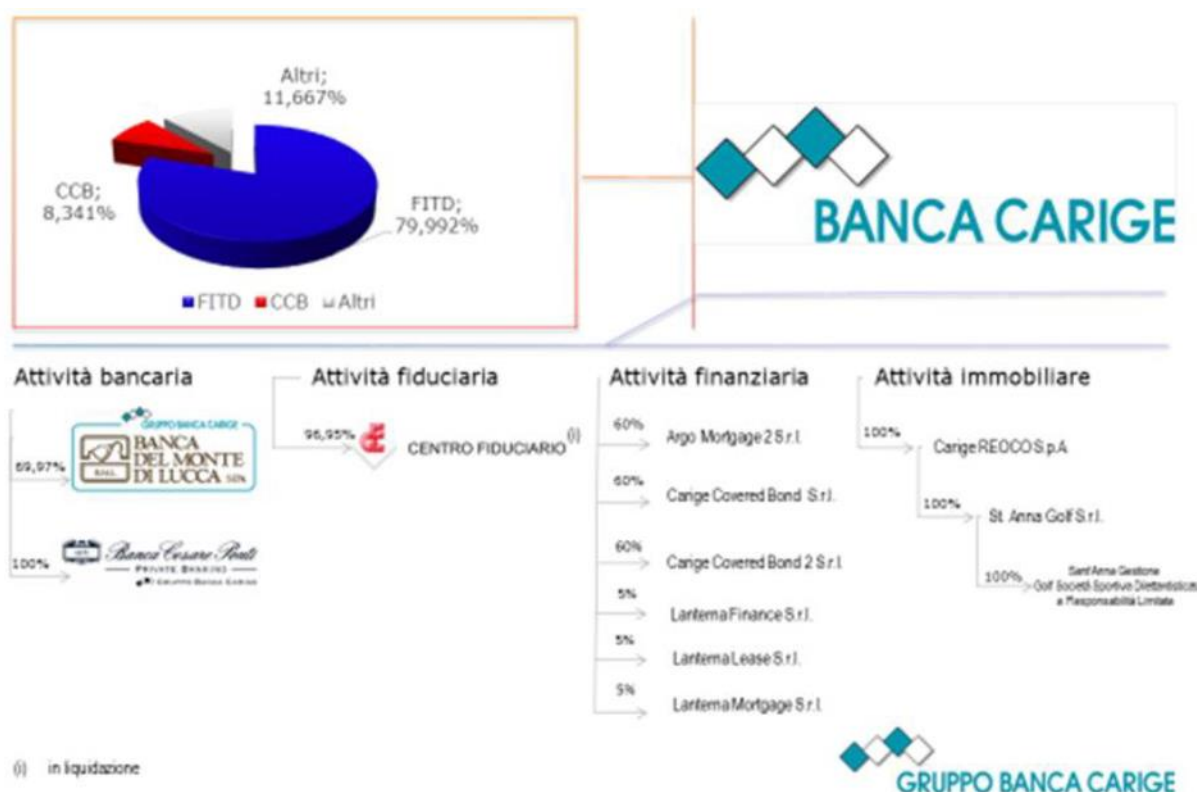 Altri;
11,667%
CCB;
8,341%
FITD;
79,992%
FITD CCB Altri
BANCA CARIGE
Attività bancaria
69,97%
GRUPPO BANCA CARIGE
BANCA
DEL MONTE
DI LUCCA SPA
100%
Banca Cesare Ponti
PRIVATE BANKING
GRUPPO BANCA CARIGE
Attività fiduciaria
96,95%
CENTRO FIDUCIARIO (i)
Attività finanziaria
60%
Argo Mortgage 2 S.r.l.
60%
Carige Covered Bond S.r.l.
60%
Carige Covered Bond 2 S.r.l.
5%
Lanterna Finance S.r.l.
5%
Lanterna Lease S.r.l.
5%
Lanterna Mortgage S.r.l.
Attività immobiliare
100%
Carige REOCO S.p.A
100%
St. Anna Golf S.r.l.
100%
Sant'Anna Gestione
Golf Società Sportiva Dilettantistica
a Responsabilità Limitata
(i) in liquidazione
GRUPPO BANCA CARIGE